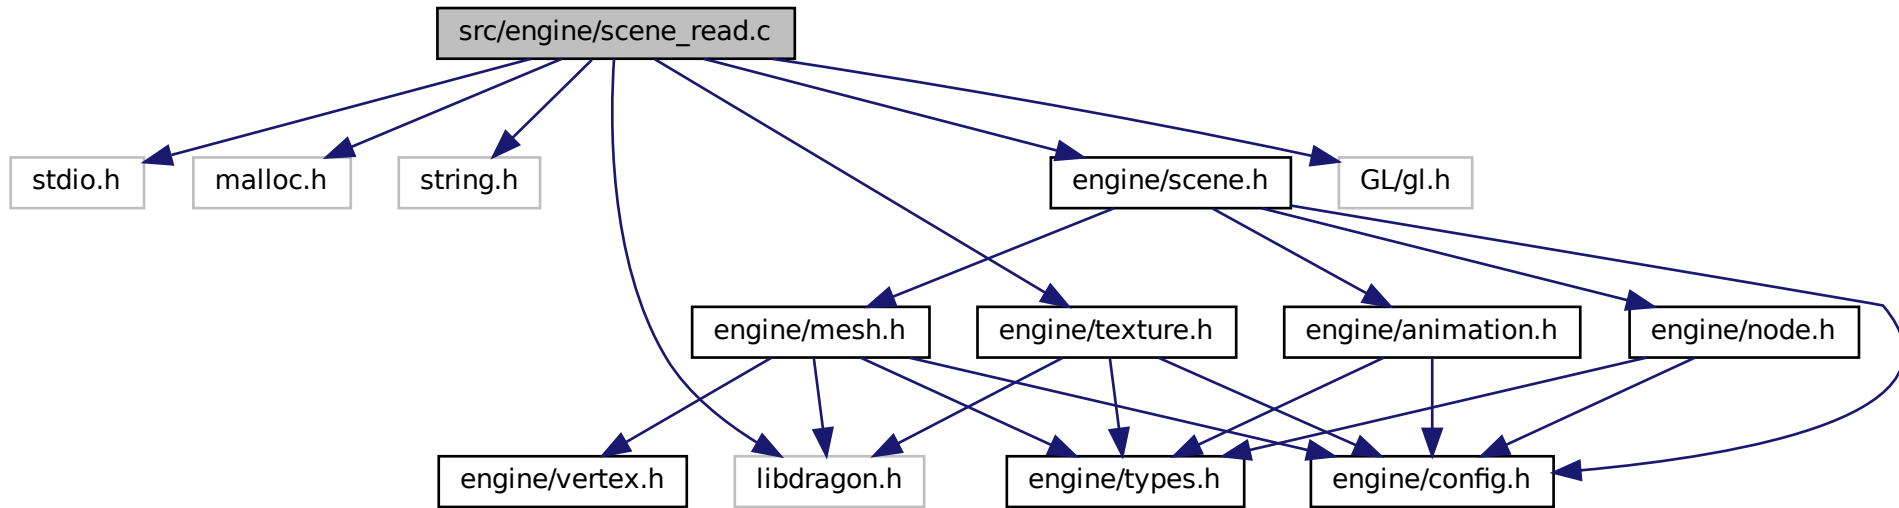 src/engine/scene_read.c
stdio.h
malloc.h
string.h
engine/scene.h
GL/gl.h
engine/mesh.h
engine/texture.h
engine/animation.h
engine/node.h
engine/vertex.h
libdragon.h
engine/types.h
engine/config.h